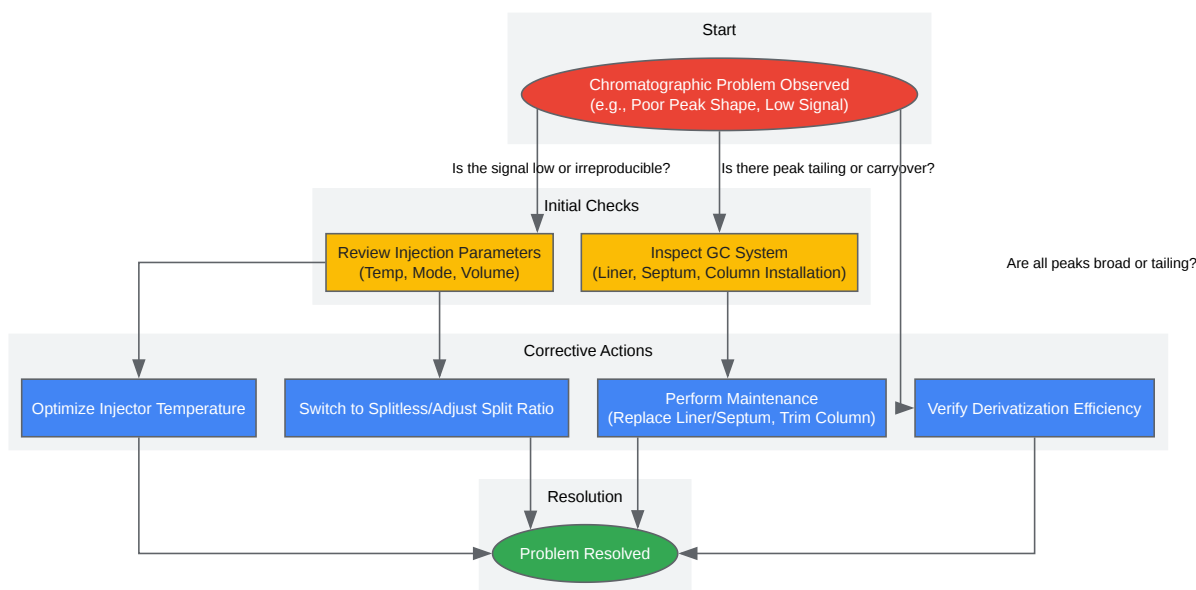 Start
Chromatographic Problem Observed
(e.g., Poor Peak Shape, Low Signal)
Is the signal low or irreproducible?
Is there peak tailing or carryover?
Initial Checks
Review Injection Parameters
(Temp, Mode, Volume)
Inspect GC System
(Liner, Septum, Column Installation)
Are all peaks broad or tailing?
Corrective Actions
Optimize Injector Temperature
Switch to Splitless/Adjust Split Ratio
Perform Maintenance
(Replace Liner/Septum, Trim Column)
Verify Derivatization Efficiency
Resolution
Problem Resolved